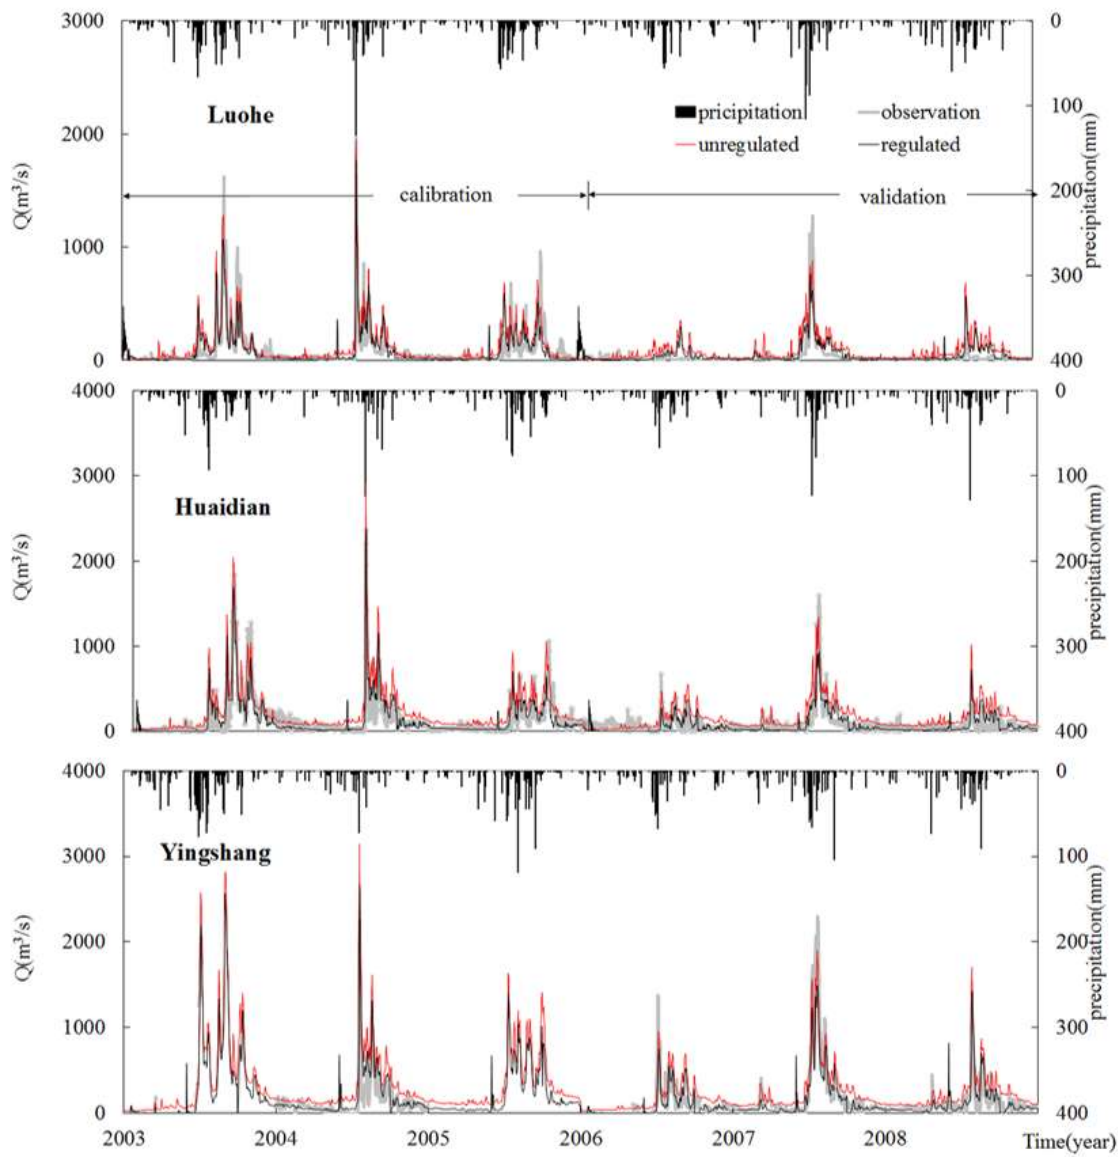 3000
2000
1000
0
Q(m³/s)
Luohe
0
100
200
300
400
precipitation(mm)
pricipitation
observation
unregulated
regulated
calibration
validation
4000
3000
2000
1000
0
Q(m³/s)
Huaidian
0
100
200
300
400
precipitation(mm)
4000
3000
2000
1000
0
Q(m³/s)
Yingshang
0
100
200
300
400
precipitation(mm)
2003
2004
2005
2006
2007
2008
Time(year)